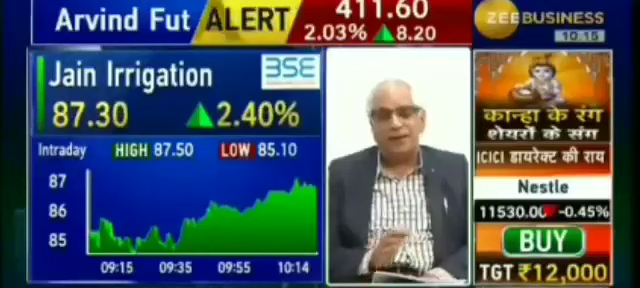 Arvind Fut
ALERT
411.60
2.03% ▲ 8.20
ZEE BUSINESS
10:15
Jain Irrigation
BSE
87.30 ▲ 2.40%
Intraday HIGH 87.50 LOW 85.10
87
86
85
09:15 09:35 09:55 10:14
कान्हा के रंग
शेयरों के संग
ICICI डायरेक्ट की राय
Nestle
11530.00 -0.45%
BUY
TGT ₹12,000